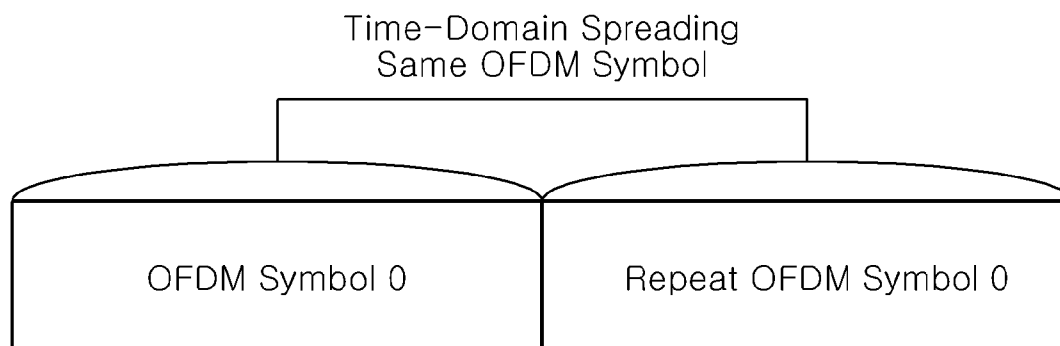 Time-Domain Spreading
Same OFDM Symbol
OFDM Symbol 0
Repeat OFDM Symbol 0